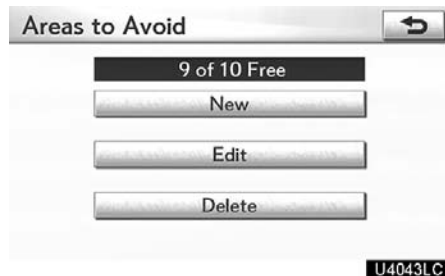 Areas to Avoid
9 of 10 Free
New
Edit
Delete
U4043LC